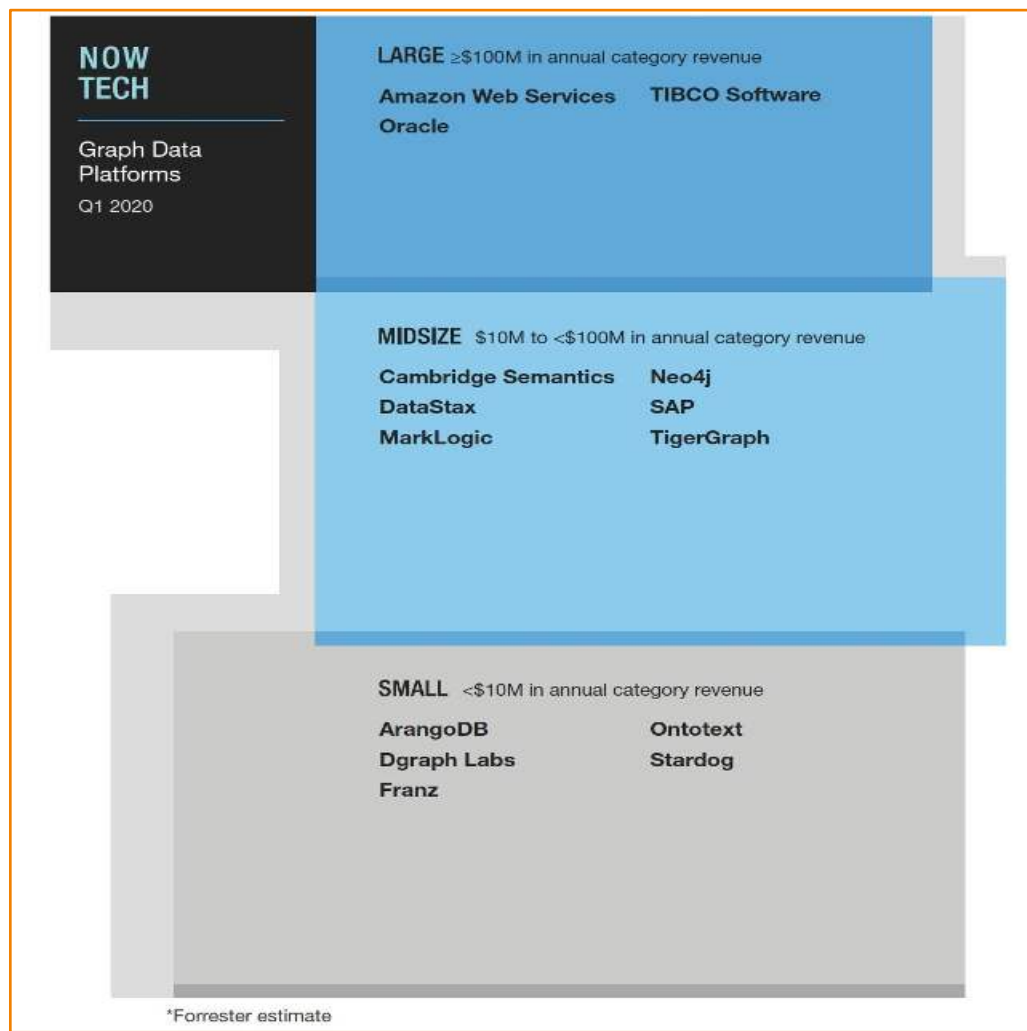 NOW
TECH
Graph Data
Platforms
Q1 2020
LARGE ≥$100M in annual category revenue
Amazon Web Services TIBCO Software
Oracle
MIDSIZE $10M to <$100M in annual category revenue
Cambridge Semantics Neo4j
DataStax SAP
MarkLogic TigerGraph
SMALL <$10M in annual category revenue
ArangoDB Ontotext
Dgraph Labs Stardog
Franz
*Forrester estimate